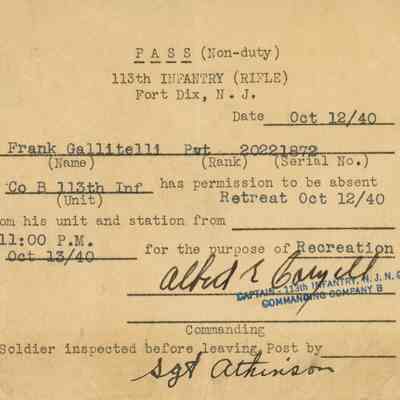 PASS (Non-duty)
113th INFANTRY (RIFLE)
Fort Dix, N. J.
Date Oct 12/40
Frank Gallitelli Pvt 20221872
(Name) (Rank) (Serial No.)
Co B 113th Inf has permission to be absent
(Unit) Retreat Oct 12/40
om his unit and station from
11:00 P.M.
Oct 13/40 for the purpose of Recreation
Albert E Coryell
CAPTAIN - 113th INFANTRY, N. J. N. G
COMMANDING COMPANY B
Commanding
Soldier inspected before leaving Post by
Sgt Atkinson